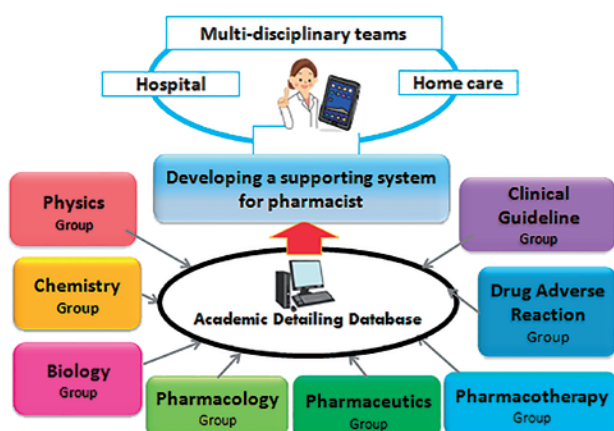 Multi-disciplinary teams
Hospital
Home care
Developing a supporting system
for pharmacist
Physics
Group
Clinical
Guideline
Group
Chemistry
Group
Academic Detailing Database
Drug Adverse
Reaction
Group
Biology
Group
Pharmacology
Group
Pharmaceutics
Group
Pharmacotherapy
Group